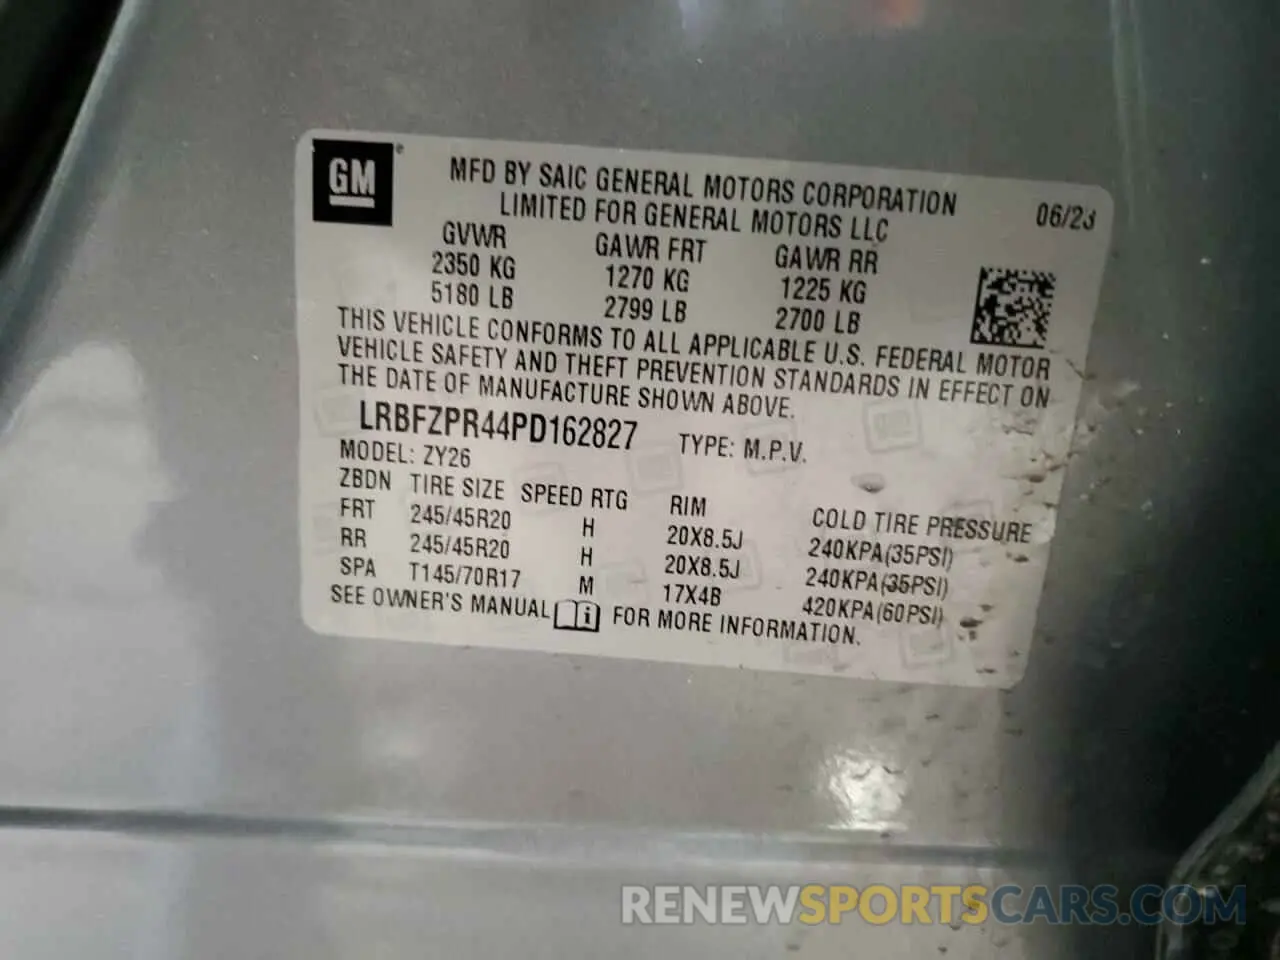 GM®
MFD BY SAIC GENERAL MOTORS CORPORATION
LIMITED FOR GENERAL MOTORS LLC
06/23
GVWR GAWR FRT GAWR RR
2350 KG 1270 KG 1225 KG
5180 LB 2799 LB 2700 LB
THIS VEHICLE CONFORMS TO ALL APPLICABLE U.S. FEDERAL MOTOR
VEHICLE SAFETY AND THEFT PREVENTION STANDARDS IN EFFECT ON
THE DATE OF MANUFACTURE SHOWN ABOVE.
LRBFZPR44PD162827 TYPE: M.P.V.
MODEL: ZY26
ZBDN TIRE SIZE SPEED RTG RIM COLD TIRE PRESSURE
FRT 245/45R20 H 20X8.5J 240KPA(35PSI)
RR 245/45R20 H 20X8.5J 240KPA(35PSI)
SPA T145/70R17 M 17X4B 420KPA(60PSI)
SEE OWNER'S MANUAL FOR MORE INFORMATION.
RENEWSPORTSCARS.COM